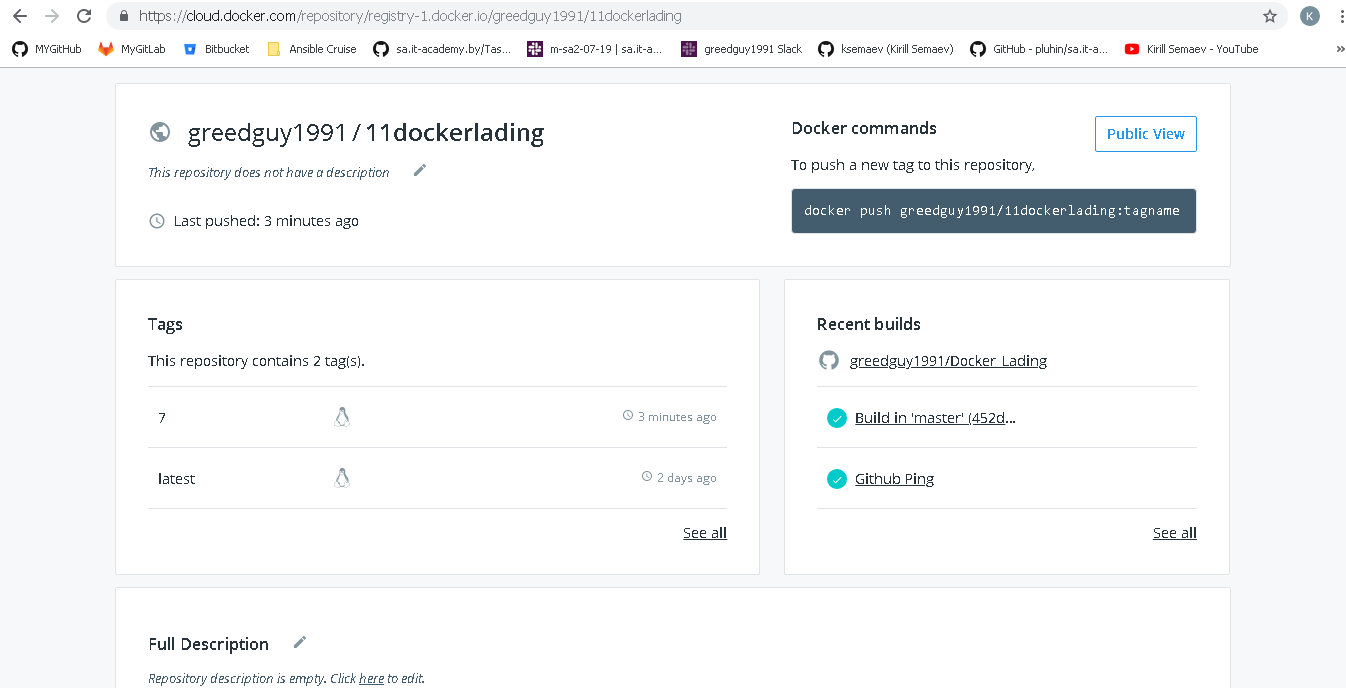 https://cloud.docker.com/repository/registry-1.docker.io/greedguy1991/11dockerlading
K
MYGitHub MyGitLab Bitbucket Ansible Cruise sa.it-academy.by/Tas... m-sa2-07-19 | sa.it-a... greedguy1991 Slack ksemaev (Kirill Semaev) GitHub - pluhin/sa.it-a... Kirill Semaev - YouTube »
greedguy1991 / 11dockerlading
This repository does not have a description
Last pushed: 3 minutes ago
Docker commands
Public View
To push a new tag to this repository,
docker push greedguy1991/11dockerlading:tagname
Tags
This repository contains 2 tag(s).
7 3 minutes ago
latest 2 days ago
See all
Recent builds
greedguy1991/Docker_Lading
Build in 'master' (452d...
Github Ping
See all
Full Description
Repository description is empty. Click here to edit.